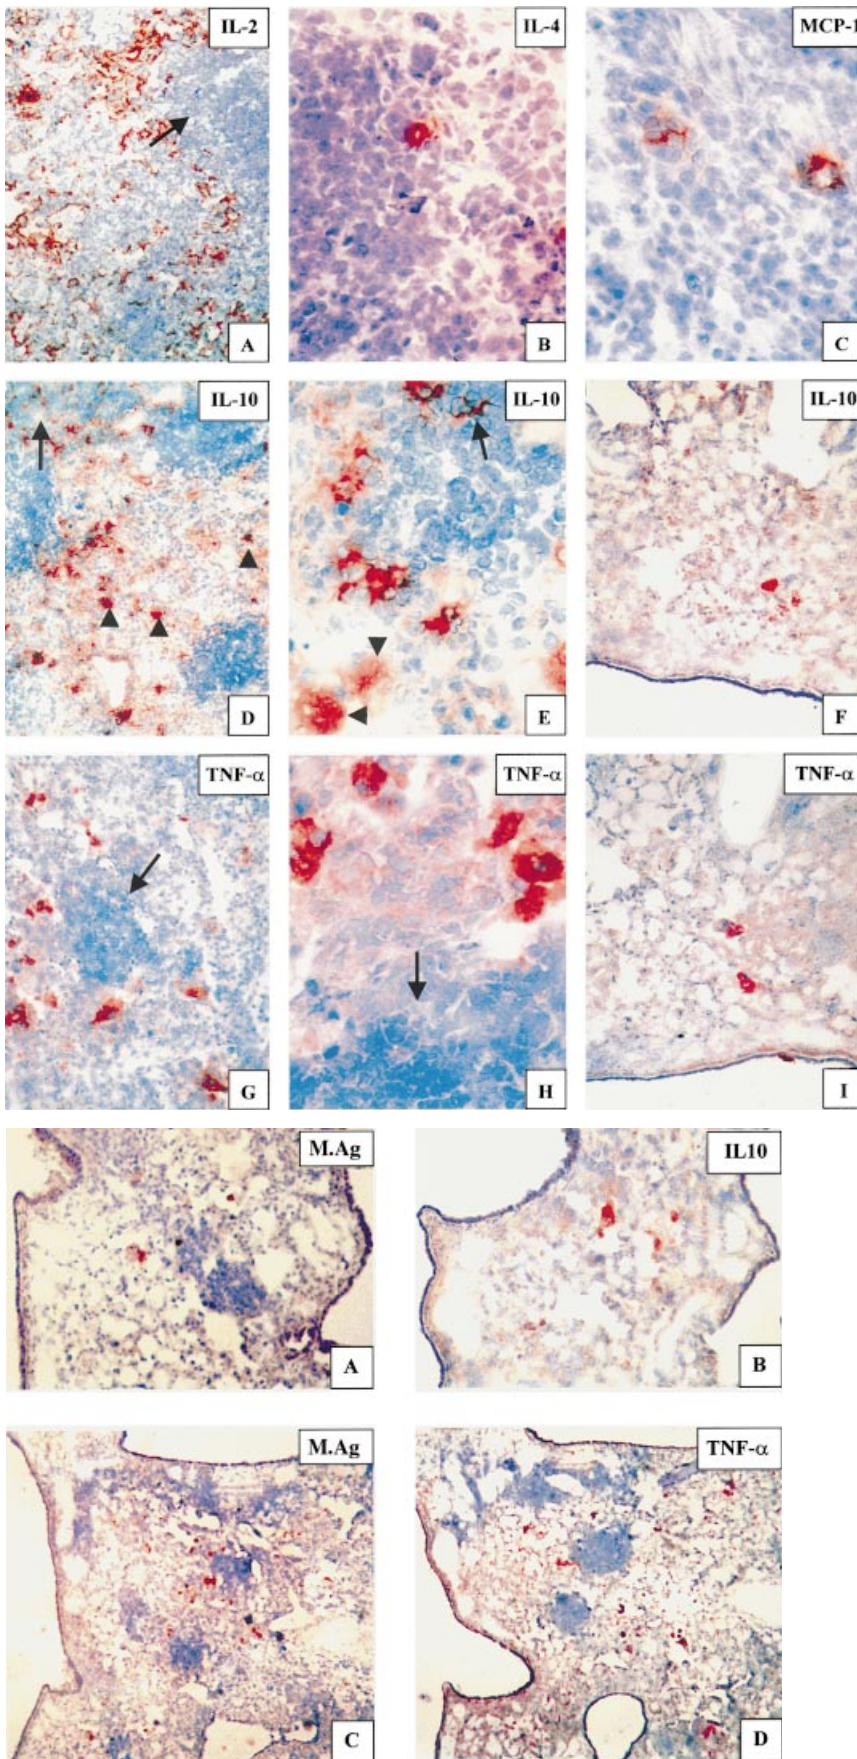 IL-2
IL-4
MCP-1
A
B
C
IL-10
IL-10
IL-10
D
E
F
TNF-α
TNF-α
TNF-α
G
H
I
M.Ag
IL10
A
B
M.Ag
TNF-α
C
D